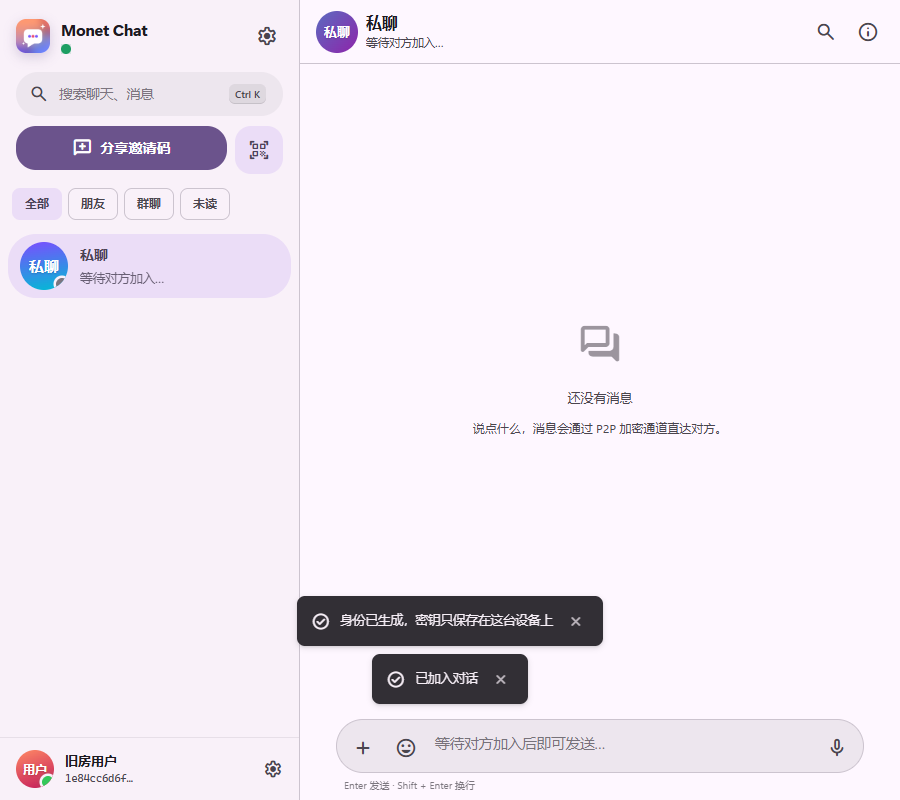 Monet Chat
搜索聊天、消息
Ctrl K
分享邀请码
全部
朋友
群聊
未读
私聊
私聊
等待对方加入...
用户
旧房用户
1e84cc6d6f…
私聊
私聊
等待对方加入...
还没有消息
说点什么，消息会通过 P2P 加密通道直达对方。
身份已生成，密钥只保存在这台设备上
已加入对话
等待对方加入后即可发送...
Enter 发送 · Shift + Enter 换行